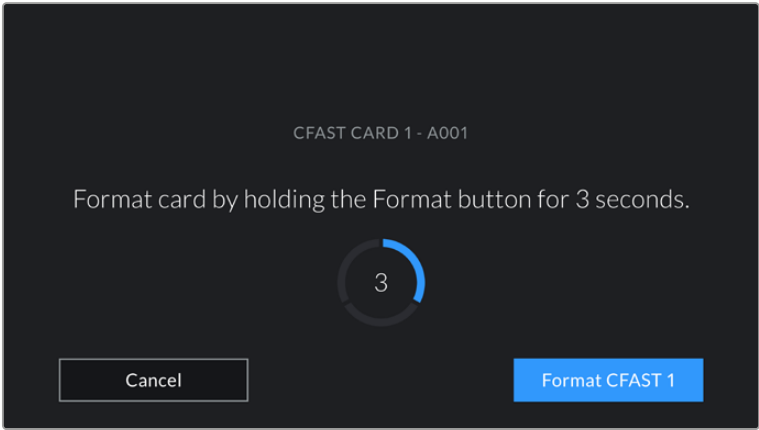 CFAST CARD 1 - A001
Format card by holding the Format button for 3 seconds.
3
Cancel
Format CFAST 1